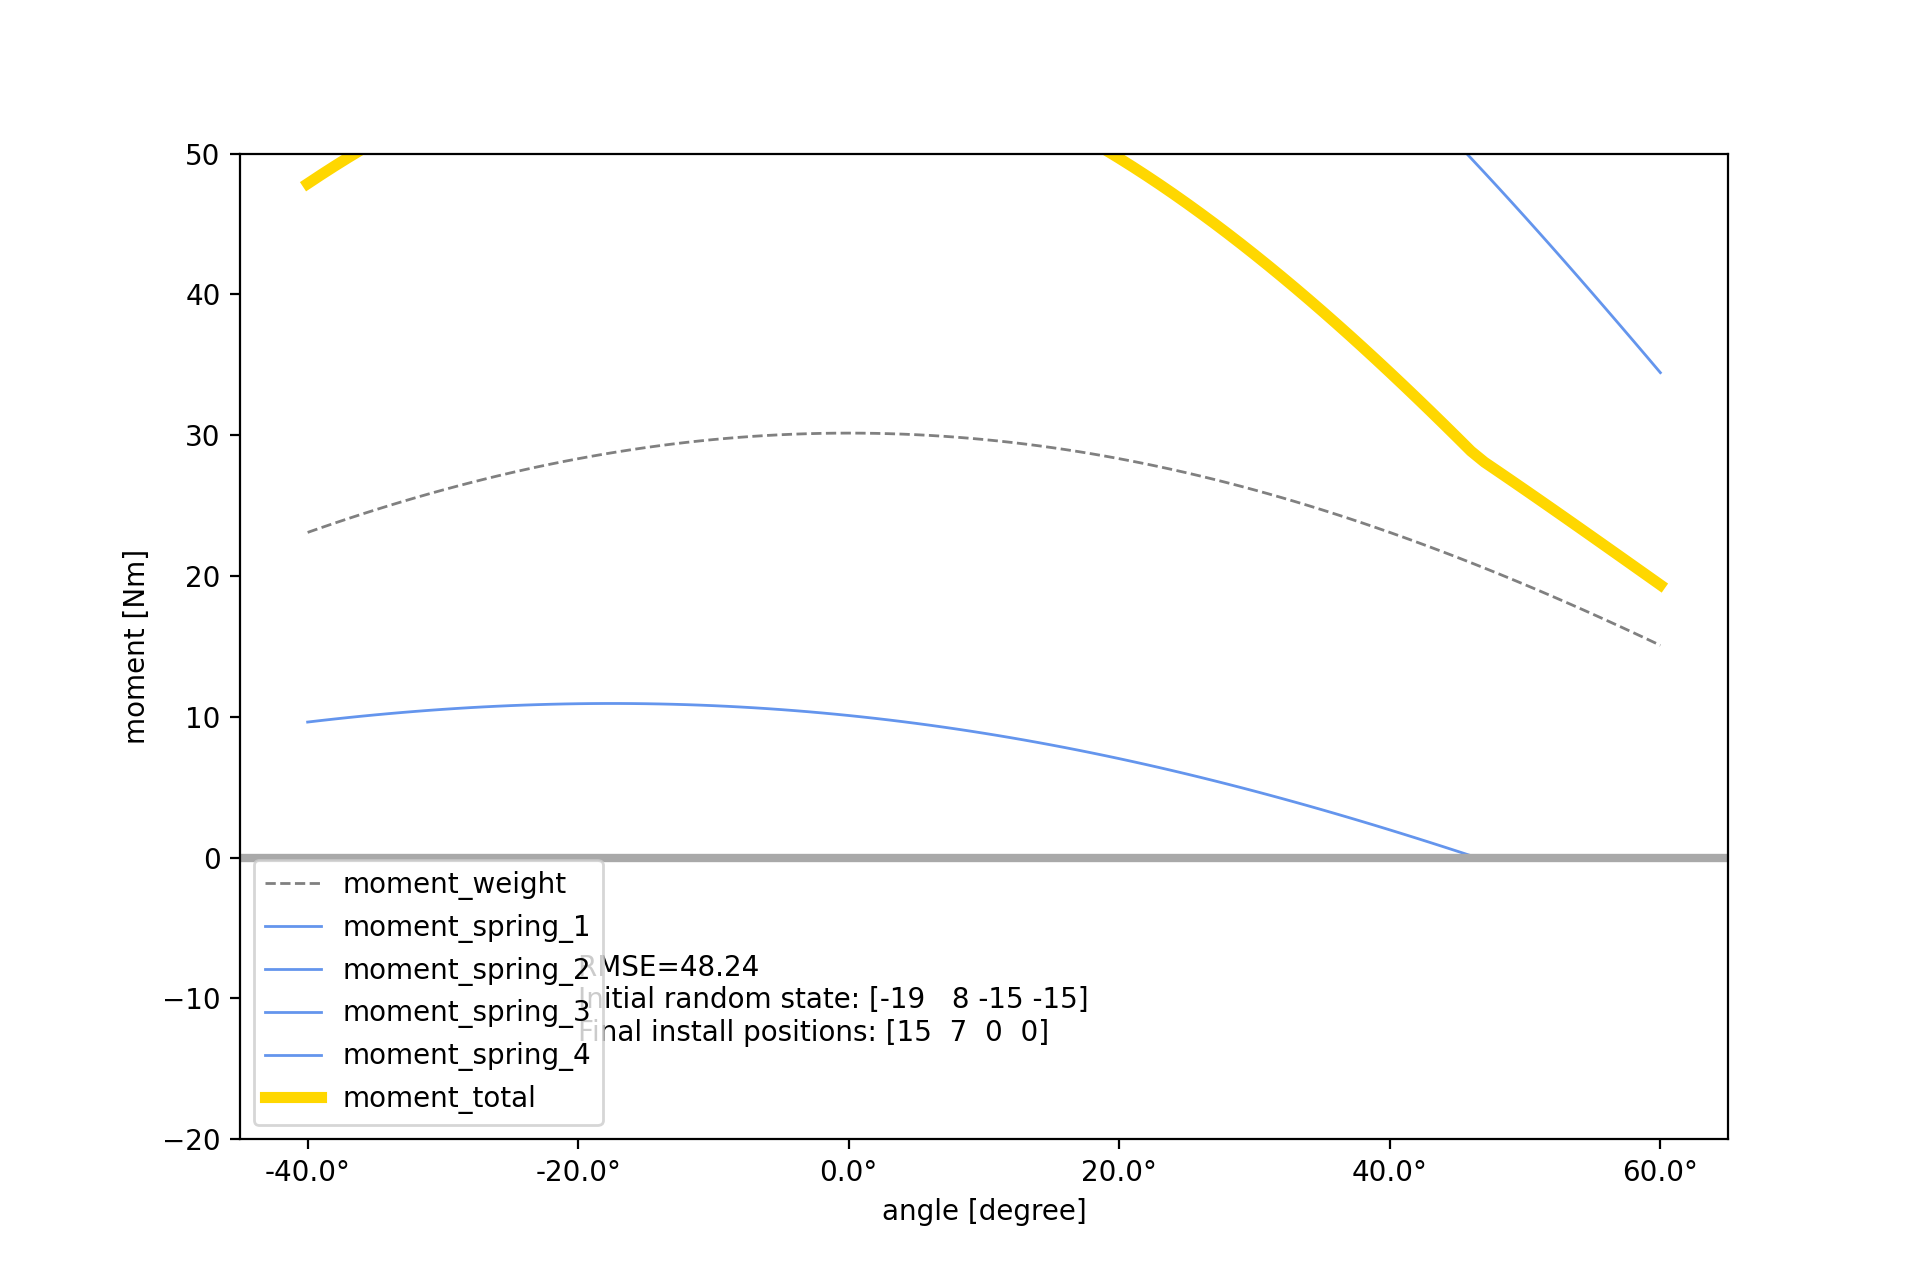 50
40
30
20
10
0
−10
−20
moment [Nm]
moment_weight
moment_spring_1
moment_spring_2
moment_spring_3
moment_spring_4
moment_total
RMSE=48.24
Initial random state: [-19   8 -15 -15]
Final install positions: [15  7  0  0]
-40.0° -20.0° 0.0° 20.0° 40.0° 60.0°
angle [degree]